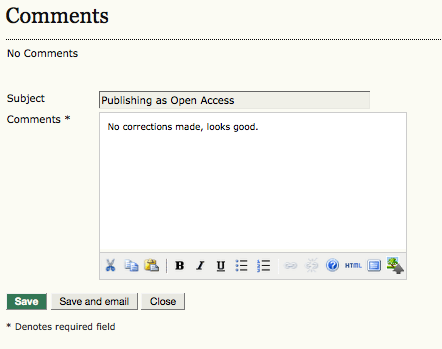 Comments
No Comments
Subject
Publishing as Open Access
Comments *
No corrections made, looks good.
B I U HTML
Save Save and email Close
* Denotes required field